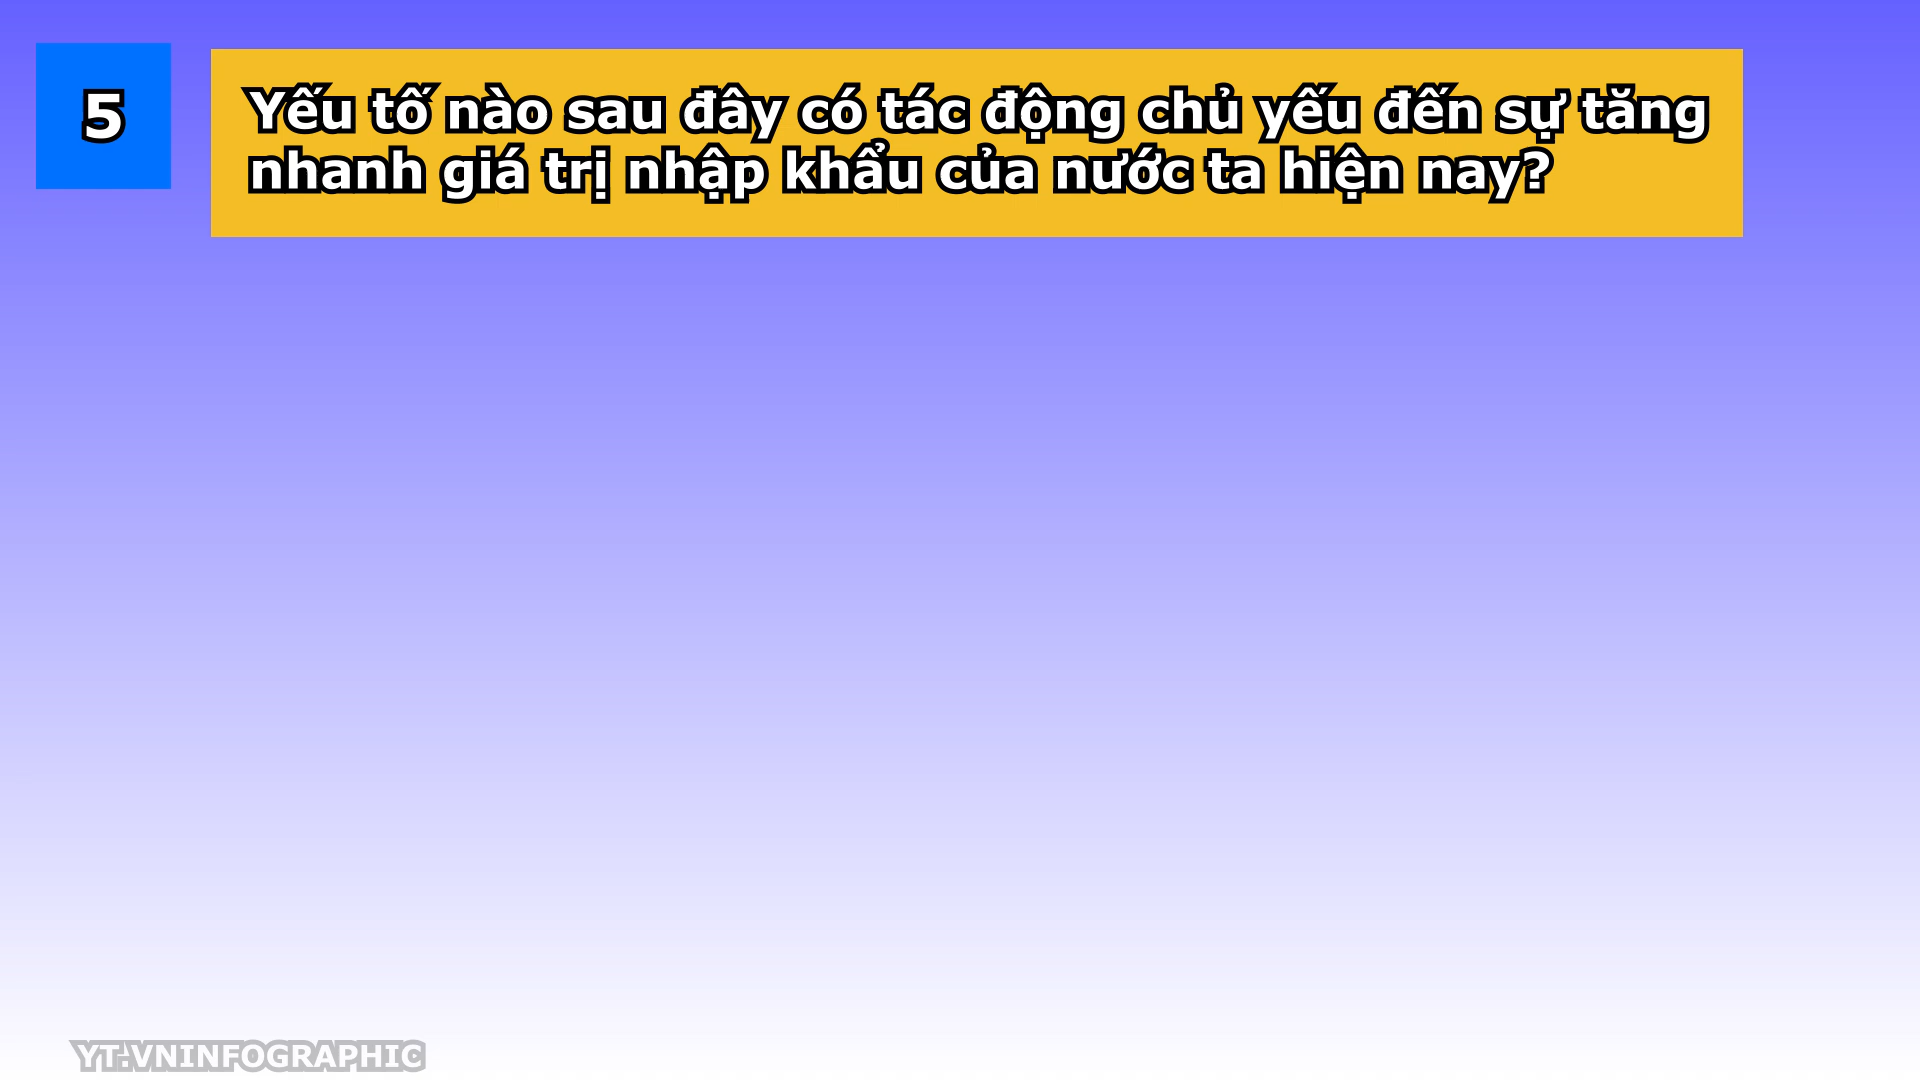 5
Yếu tố nào sau đây có tác động chủ yếu đến sự tăng
nhanh giá trị nhập khẩu của nước ta hiện nay?
YT.VNINFOGRAPHIC